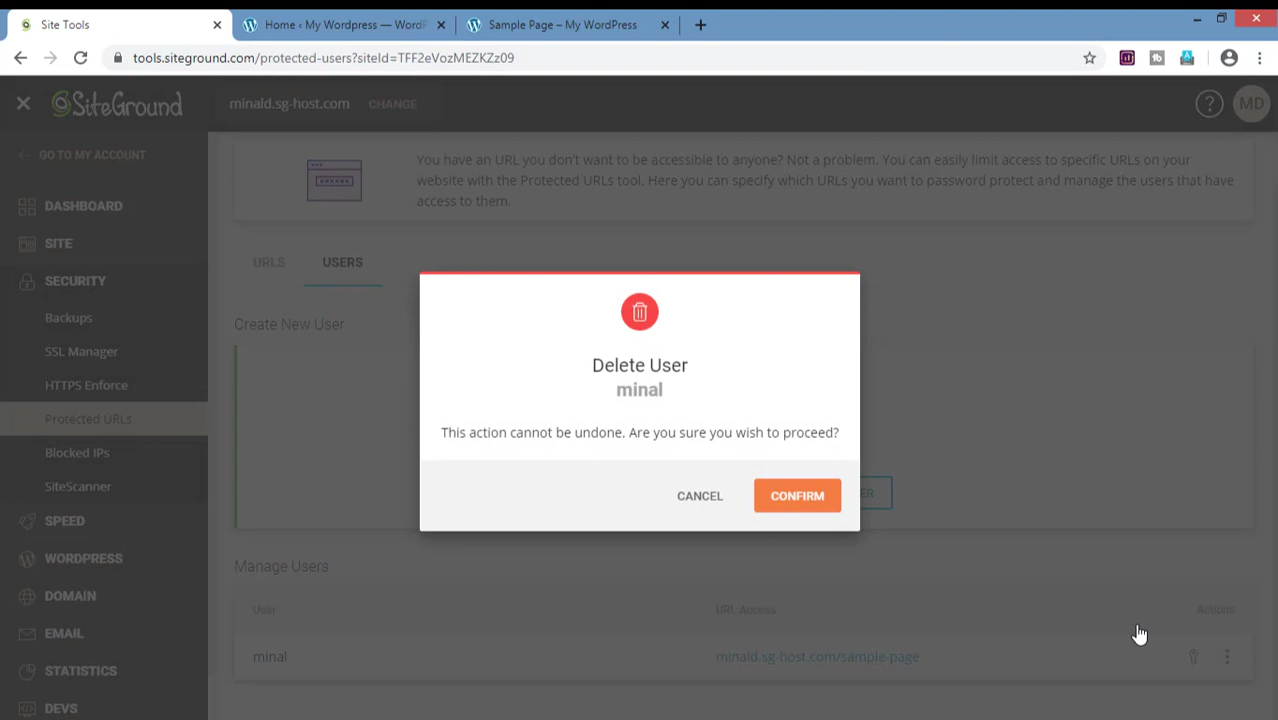 Site Tools
Home ‹ My Wordpress — WordP
Sample Page – My WordPress
tools.siteground.com/protected-users?siteId=TFF2eVozMEZKZz09
SiteGround
minald.sg-host.com
CHANGE
?
MD
GO TO MY ACCOUNT
DASHBOARD
SITE
SECURITY
Backups
SSL Manager
HTTPS Enforce
Protected URLs
Blocked IPs
SiteScanner
SPEED
WORDPRESS
DOMAIN
EMAIL
STATISTICS
DEVS
You have an URL you don't want to be accessible to anyone? Not a problem. You can easily limit access to specific URLs on your
website with the Protected URLs tool. Here you can specify which URLs you want to password protect and manage the users that have
access to them.
URLS
USERS
Create New User
Delete User
minal
This action cannot be undone. Are you sure you wish to proceed?
CANCEL
CONFIRM
ER
Manage Users
User
URL Access
Actions
minal
minald.sg-host.com/sample-page